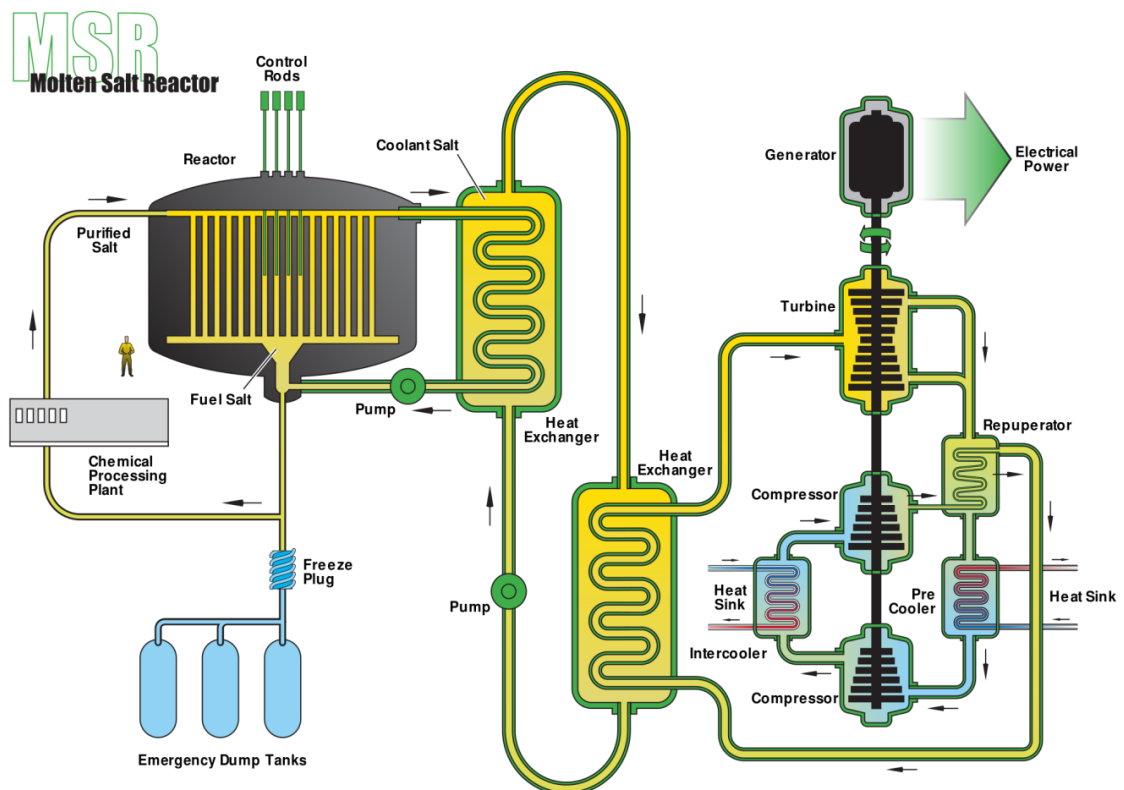 MSR
Molten Salt Reactor
Control
Rods
Reactor
Coolant Salt
Purified
Salt
Fuel Salt
Pump
Heat
Exchanger
Chemical
Processing
Plant
Freeze
Plug
Emergency Dump Tanks
Pump
Heat
Exchanger
Generator
Electrical
Power
Turbine
Repuperator
Compressor
Heat
Sink
Pre
Cooler
Heat Sink
Intercooler
Compressor